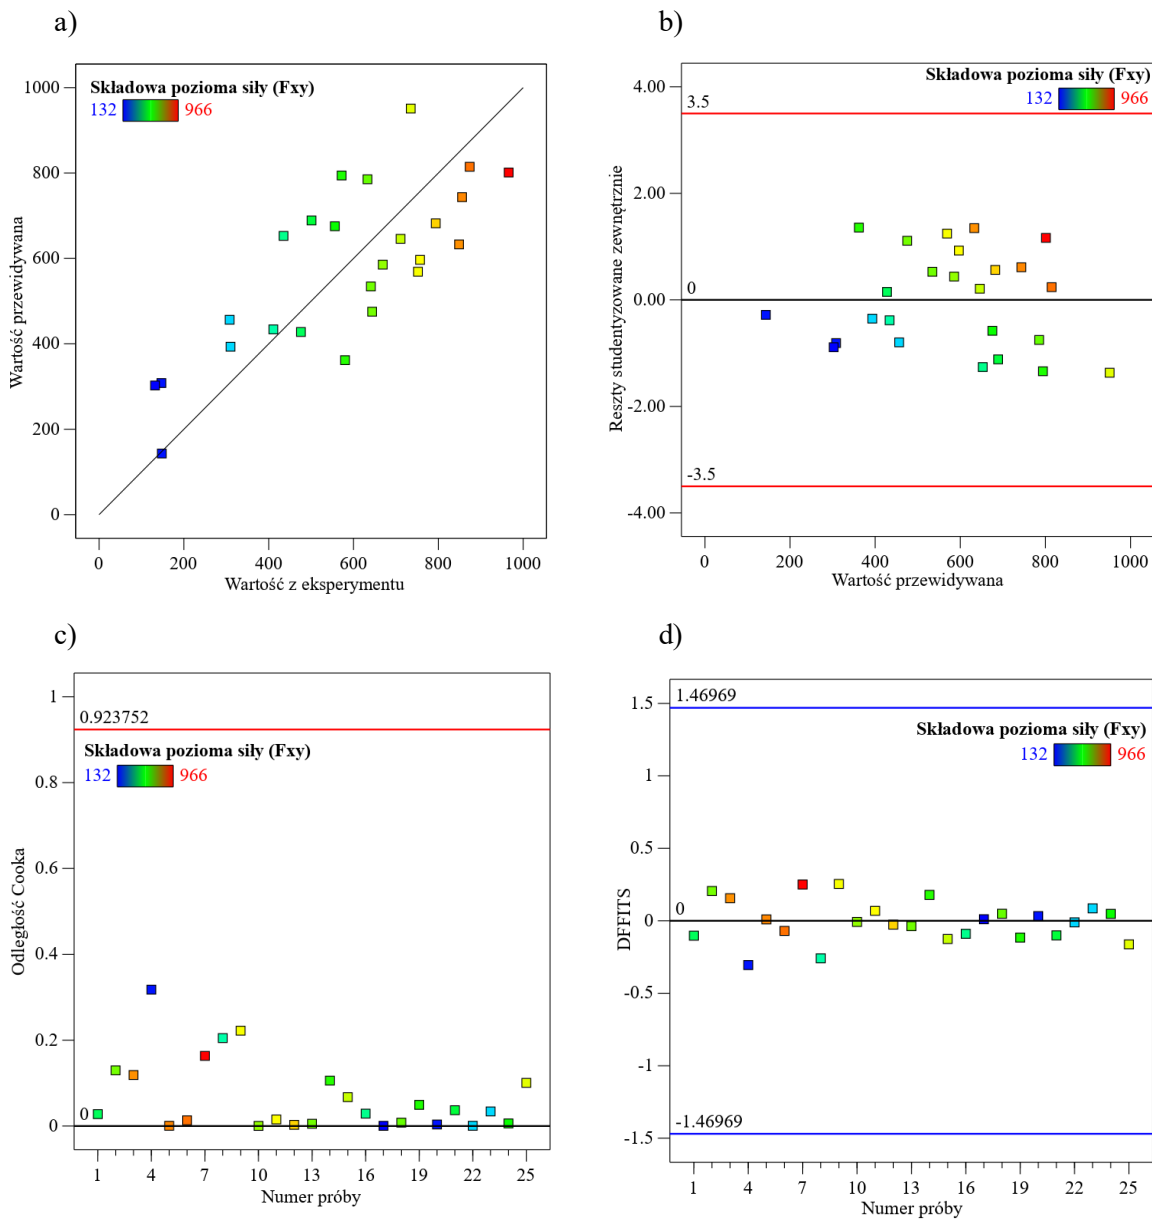 a)
Składowa pozioma siły (Fxy)
132 966
1000
800
600
400
200
0
Wartość przewidywana
0 200 400 600 800 1000
Wartość z eksperymentu
b)
Składowa pozioma siły (Fxy)
132 966
4.00
3.5
2.00
0
0.00
-2.00
-3.5
-4.00
Reszty studentyzowane zewnętrznie
0 200 400 600 800 1000
Wartość przewidywana
c)
1
0.923752
Składowa pozioma siły (Fxy)
132 966
0.8
0.6
0.4
0.2
0
0
Odległość Cooka
1 4 7 10 13 16 19 22 25
Numer próby
d)
1.46969
1.5
Składowa pozioma siły (Fxy)
132 966
1
0.5
0
0
-0.5
-1
-1.46969
-1.5
DFFITS
1 4 7 10 13 16 19 22 25
Numer próby